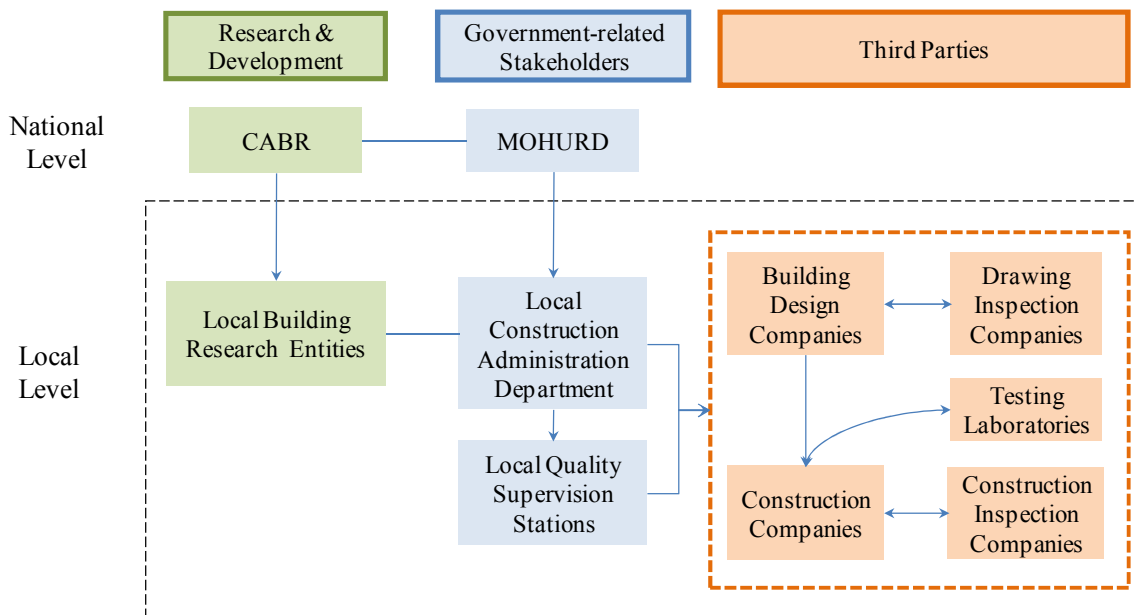 Research &
Development
Government-related
Stakeholders
Third Parties
National
Level
CABR
MOHURD
Local
Level
Local Building
Research Entities
Local
Construction
Administration
Department
Local Quality
Supervision
Stations
Building
Design
Companies
Drawing
Inspection
Companies
Testing
Laboratories
Construction
Companies
Construction
Inspection
Companies